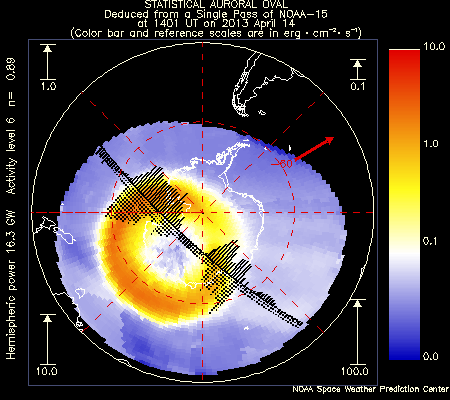 STATISTICAL AURORAL OVAL
Deduced from a Single Pass of NOAA-15
at 1401 UT on 2013 April 14
(Color bar and reference scales are in erg · cm⁻² · s⁻¹)
1.0
0.1
10.0
1.0
0.1
0.0
-60
Hemispheric power 16.3 GW   Activity level 6   n=  0.89
10.0
100.0
NOAA Space Weather Prediction Center